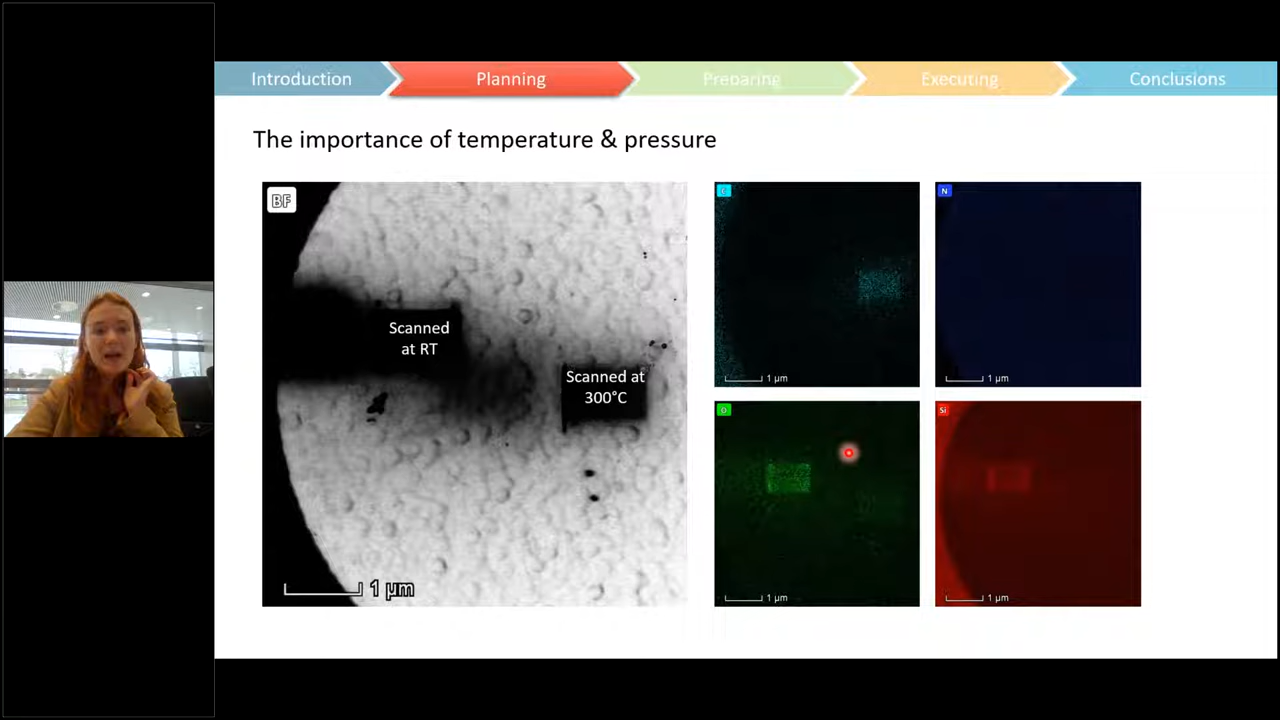 Introduction
Planning
Preparing
Executing
Conclusions
The importance of temperature & pressure
BF
Scanned
at RT
Scanned at
300°C
1 µm
C
1 µm
N
1 µm
O
1 µm
Si
1 µm